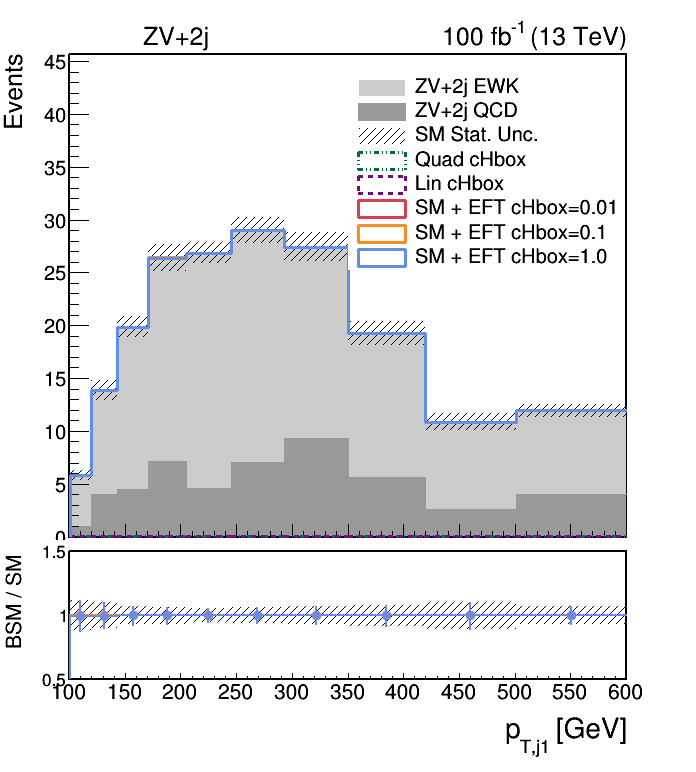 ZV+2j 100 fb-1 (13 TeV)
Events
45
40
35
30
25
20
15
10
5
0
ZV+2j EWK
ZV+2j QCD
SM Stat. Unc.
Quad cHbox
Lin cHbox
SM + EFT cHbox=0.01
SM + EFT cHbox=0.1
SM + EFT cHbox=1.0
BSM / SM
1.5
1
0.5
100 150 200 250 300 350 400 450 500 550 600
pT,j1 [GeV]